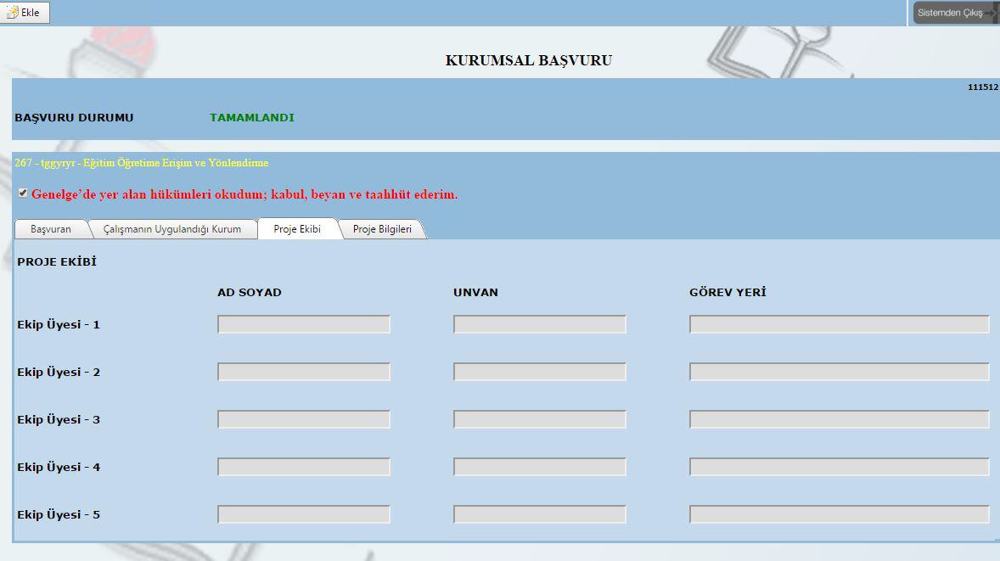 Ekle
Sistemden Çıkış
KURUMSAL BAŞVURU
111512
BAŞVURU DURUMU TAMAMLANDI
267 - tggyryr - Eğitim Öğretime Erişim ve Yönlendirme
Genelge’de yer alan hükümleri okudum; kabul, beyan ve taahhüt ederim.
Başvuran Çalışmanın Uygulandığı Kurum Proje Ekibi Proje Bilgileri
PROJE EKİBİ
AD SOYAD UNVAN GÖREV YERİ
Ekip Üyesi - 1
Ekip Üyesi - 2
Ekip Üyesi - 3
Ekip Üyesi - 4
Ekip Üyesi - 5